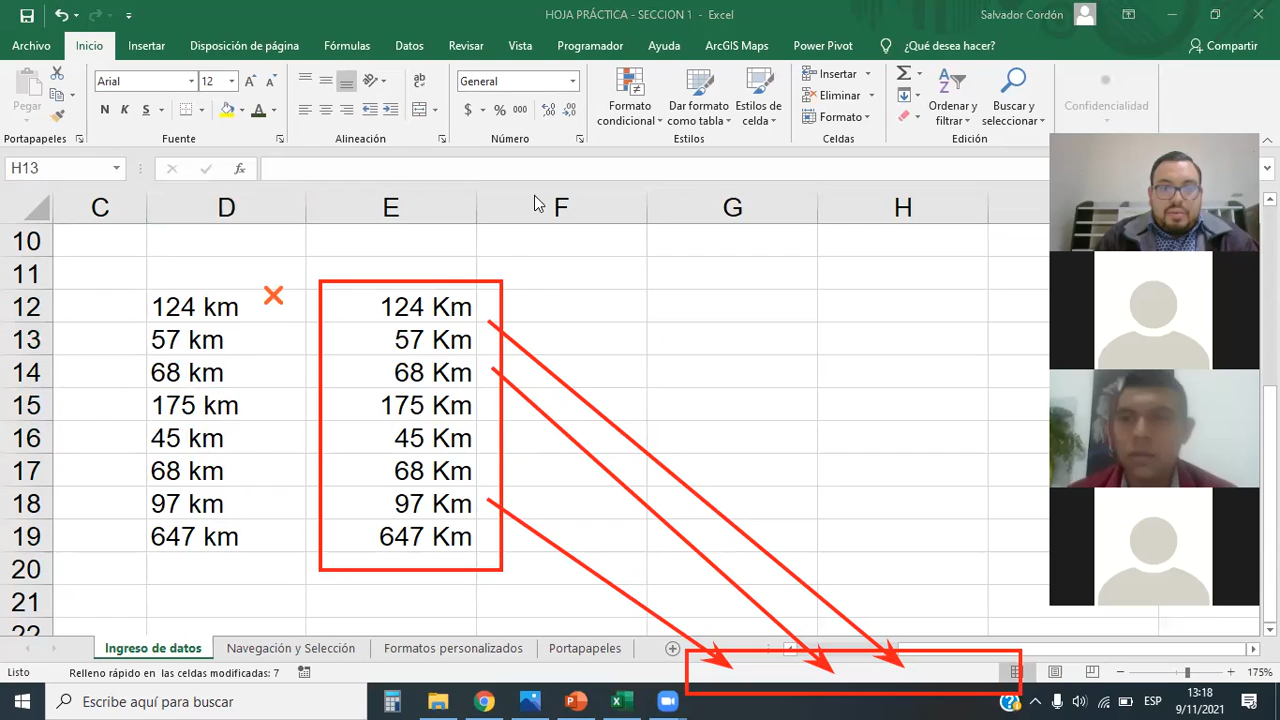 HOJA PRÁCTICA - SECCION 1 - Excel
Salvador Cordón
Archivo Inicio Insertar Disposición de página Fórmulas Datos Revisar Vista Programador Ayuda ArcGIS Maps Power Pivot ¿Qué desea hacer? Compartir
Pegar
Portapapeles
Arial 12
N K S
Fuente
ab
Alineación
General
$ % 000
Número
Formato condicional
Dar formato como tabla
Estilos de celda
Estilos
Insertar
Eliminar
Formato
Celdas
Ordenar y filtrar
Buscar y seleccionar
Edición
Confidencialidad
H13 fx
C D E F G H
10
11
12 124 km 124 Km
13 57 km 57 Km
14 68 km 68 Km
15 175 km 175 Km
16 45 km 45 Km
17 68 km 68 Km
18 97 km 97 Km
19 647 km 647 Km
20
21
22
Ingreso de datos Navegación y Selección Formatos personalizados Portapapeles
Listo Relleno rápido en las celdas modificadas: 7 175%
Escribe aquí para buscar
ESP
13:18
9/11/2021